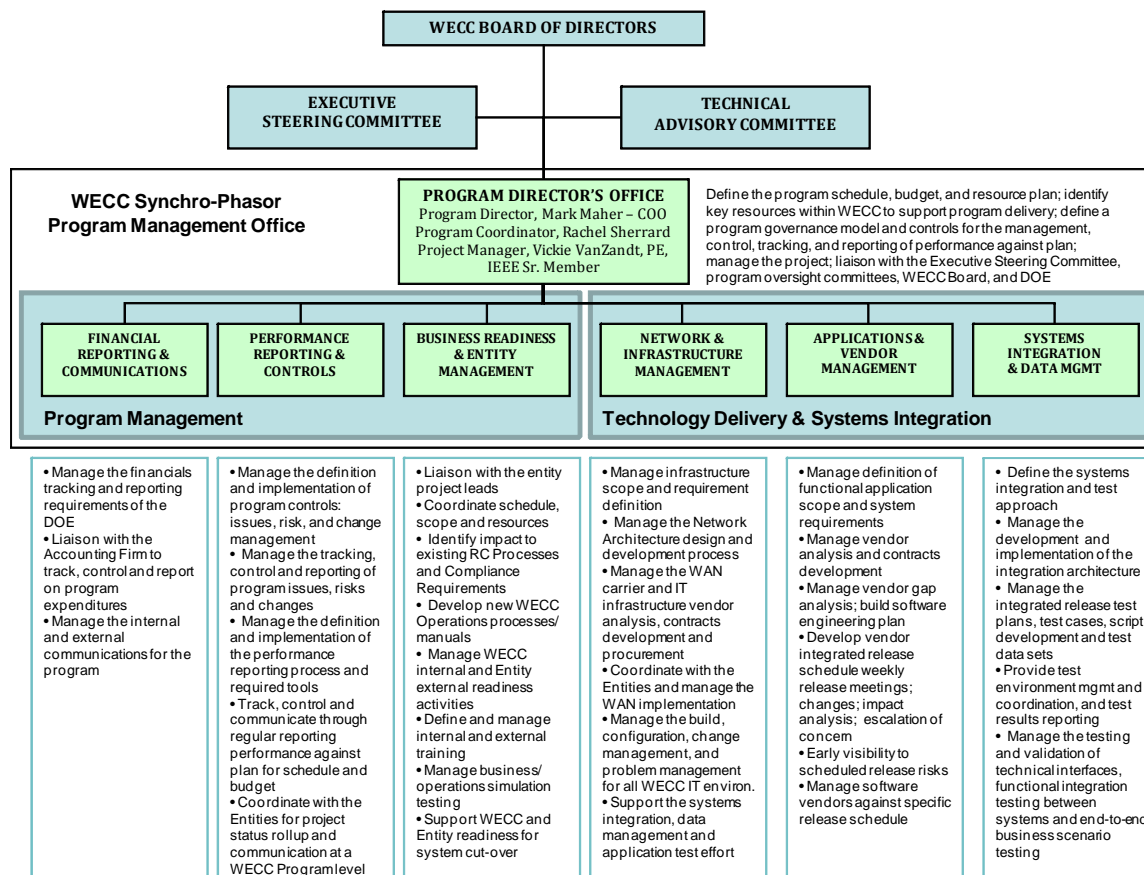 WECC BOARD OF DIRECTORS
EXECUTIVE
STEERING COMMITTEE
TECHNICAL
ADVISORY COMMITTEE
WECC Synchro-Phasor
Program Management Office
PROGRAM DIRECTOR'S OFFICE
Program Director, Mark Maher – COO
Program Coordinator, Rachel Sherrard
Project Manager, Vickie VanZandt, PE,
IEEE Sr. Member
Define the program schedule, budget, and resource plan; identify
key resources within WECC to support program delivery; define a
program governance model and controls for the management,
control, tracking, and reporting of performance against plan;
manage the project; liaison with the Executive Steering Committee,
program oversight committees, WECC Board, and DOE
FINANCIAL
REPORTING &
COMMUNICATIONS
PERFORMANCE
REPORTING &
CONTROLS
BUSINESS READINESS
& ENTITY
MANAGEMENT
NETWORK &
INFRASTRUCTURE
MANAGEMENT
APPLICATIONS &
VENDOR
MANAGEMENT
SYSTEMS
INTEGRATION
& DATA MGMT
Program Management
Technology Delivery & Systems Integration
• Manage the financials
tracking and reporting
requirements of the
DOE
• Liaison with the
Accounting Firm to
track, control and report
on program
expenditures
• Manage the internal
and external
communications for the
program
• Manage the definition
and implementation of
program controls:
issues, risk, and change
management
• Manage the tracking,
control and reporting of
program issues, risks
and changes
• Manage the definition
and implementation of
the performance
reporting process and
required tools
• Track, control and
communicate through
regular reporting
performance against
plan for schedule and
budget
• Coordinate with the
Entities for project
status rollup and
communication at a
WECC Program level
• Liaison with the entity
project leads
• Coordinate schedule,
scope and resources
• Identify impact to
existing RC Processes
and Compliance
Requirements
• Develop new WECC
Operations processes/
manuals
• Manage WECC
internal and Entity
external readiness
activities
• Define and manage
internal and external
training
• Manage business/
operations simulation
testing
• Support WECC and
Entity readiness for
system cut-over
• Manage infrastructure
scope and requirement
definition
• Manage the Network
Architecture design and
development process
• Manage the WAN
carrier and IT
infrastructure vendor
analysis, contracts
development and
procurement
• Coordinate with the
Entities and manage the
WAN implementation
• Manage the build,
configuration, change
management, and
problem management
for all WECC IT environ.
• Support the systems
integration, data
management and
application test effort
• Manage definition of
functional application
scope and system
requirements
• Manage vendor
analysis and contracts
development
• Manage vendor gap
analysis; build software
engineering plan
• Develop vendor
integrated release
schedule weekly
release meetings;
changes; impact
analysis; escalation of
concern
• Early visibility to
scheduled release risks
• Manage software
vendors against specific
release schedule
• Define the systems
integration and test
approach
• Manage the
development and
implementation of the
integration architecture
• Manage the
integrated release test
plans, test cases, script
development and test
data sets
• Provide test
environment mgmt and
coordination, and test
results reporting
• Manage the testing
and validation of
technical interfaces,
functional integration
testing between
systems and end-to-end
business scenario
testing